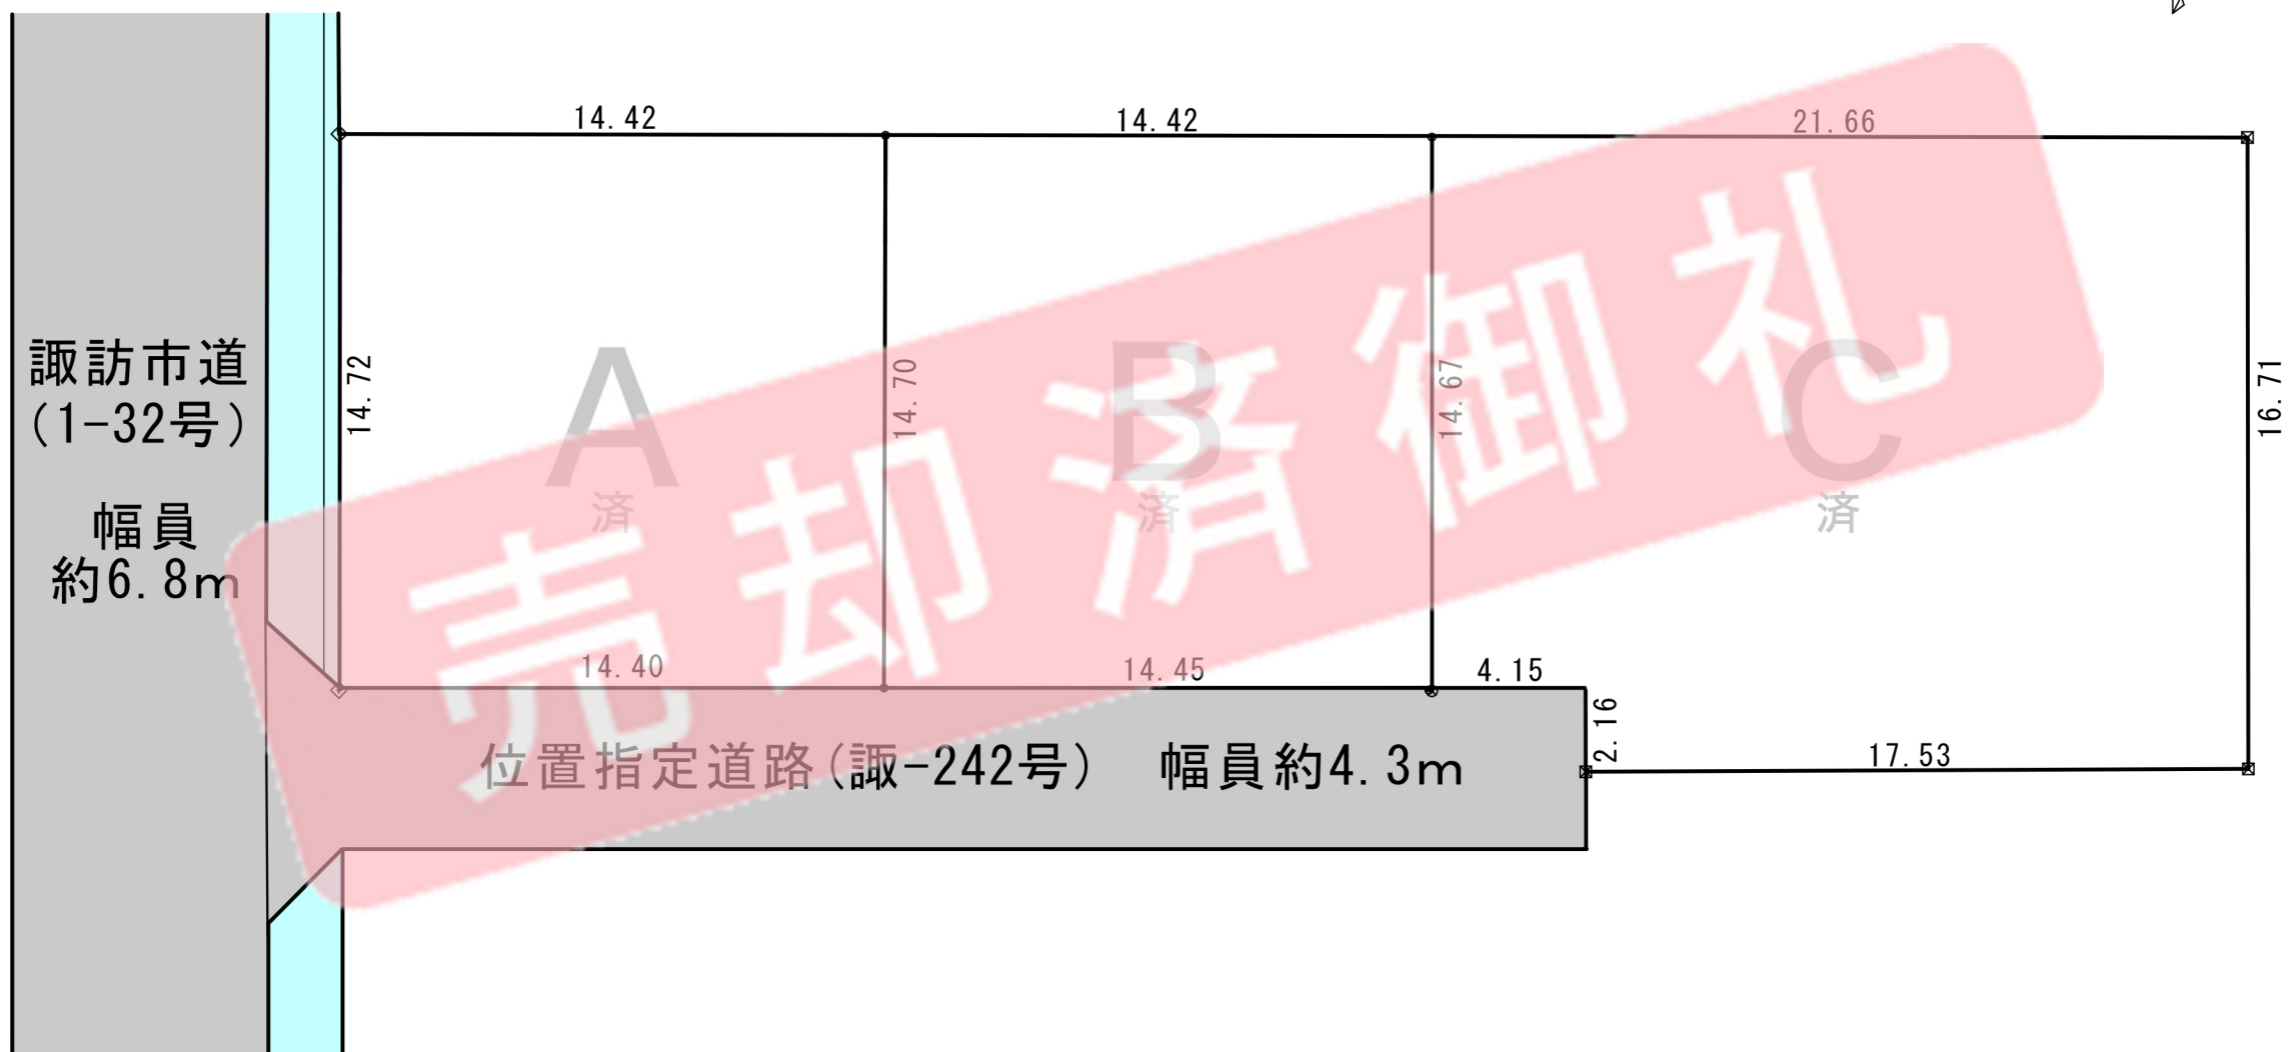 14.42
14.42
21.66
諏訪市道
(1-32号)
幅員
約6.8m
14.72
A
済
14.70
B
済
14.67
C
済
16.71
売却済御礼
14.40
14.45
4.15
2.16
17.53
位置指定道路(諏-242号) 幅員約4.3m